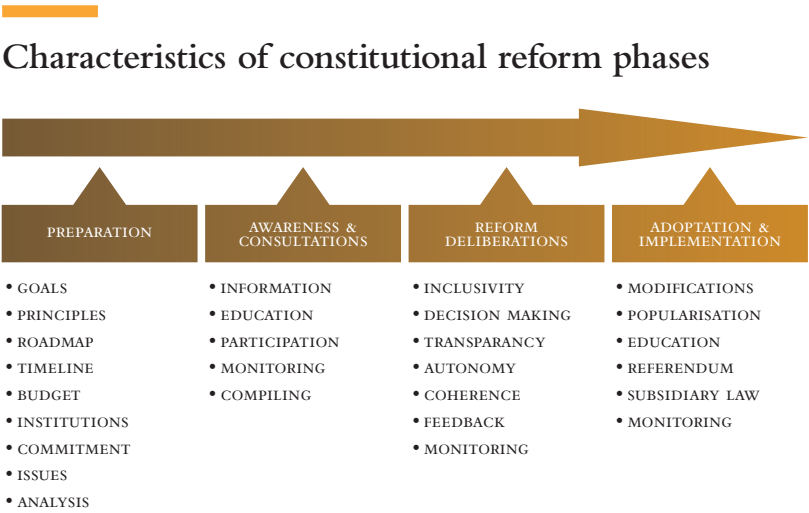 Characteristics of constitutional reform phases
PREPARATION
AWARENESS &
CONSULTATIONS
REFORM
DELIBERATIONS
ADOPTATION &
IMPLEMENTATION
• GOALS
• PRINCIPLES
• ROADMAP
• TIMELINE
• BUDGET
• INSTITUTIONS
• COMMITMENT
• ISSUES
• ANALYSIS
• INFORMATION
• EDUCATION
• PARTICIPATION
• MONITORING
• COMPILING
• INCLUSIVITY
• DECISION MAKING
• TRANSPARANCY
• AUTONOMY
• COHERENCE
• FEEDBACK
• MONITORING
• MODIFICATIONS
• POPULARISATION
• EDUCATION
• REFERENDUM
• SUBSIDIARY LAW
• MONITORING